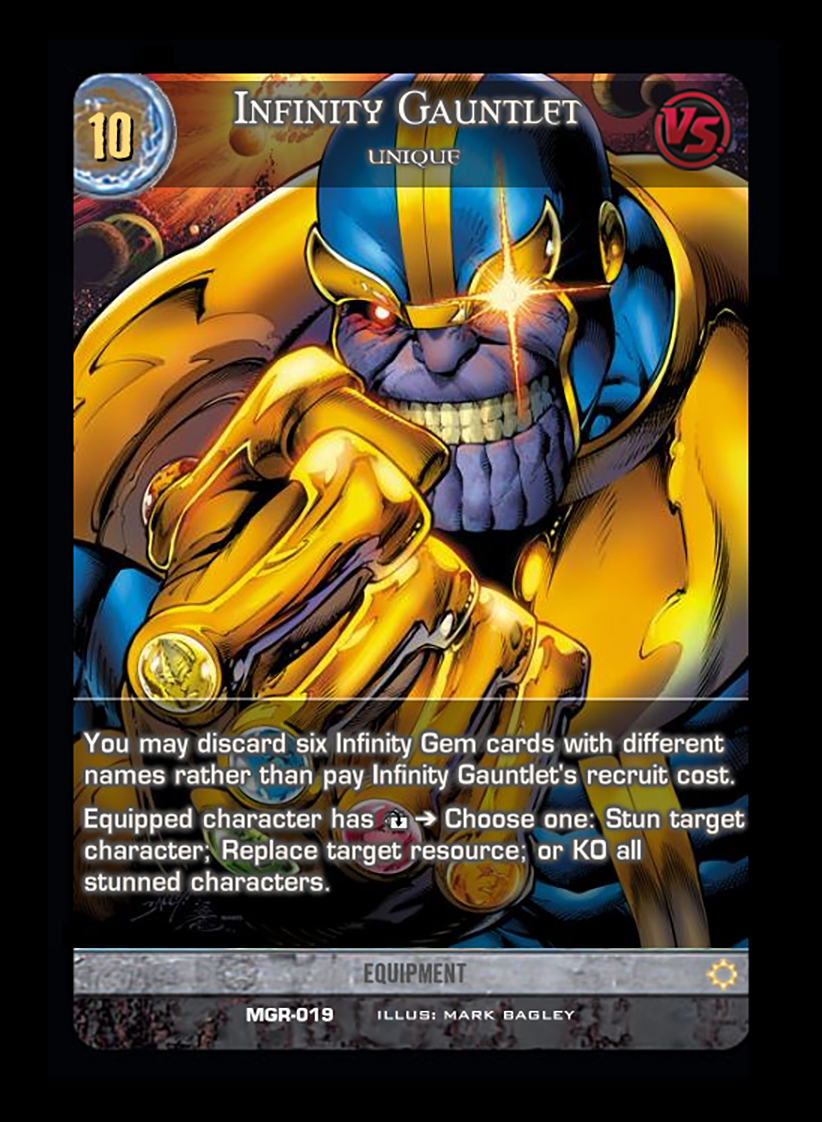 10
Infinity Gauntlet
VS.
UNIQUE
You may discard six Infinity Gem cards with different
names rather than pay Infinity Gauntlet's recruit cost.
Equipped character has ➔ Choose one: Stun target
character; Replace target resource; or KO all
stunned characters.
EQUIPMENT
MGR-019 ILLUS: MARK BAGLEY